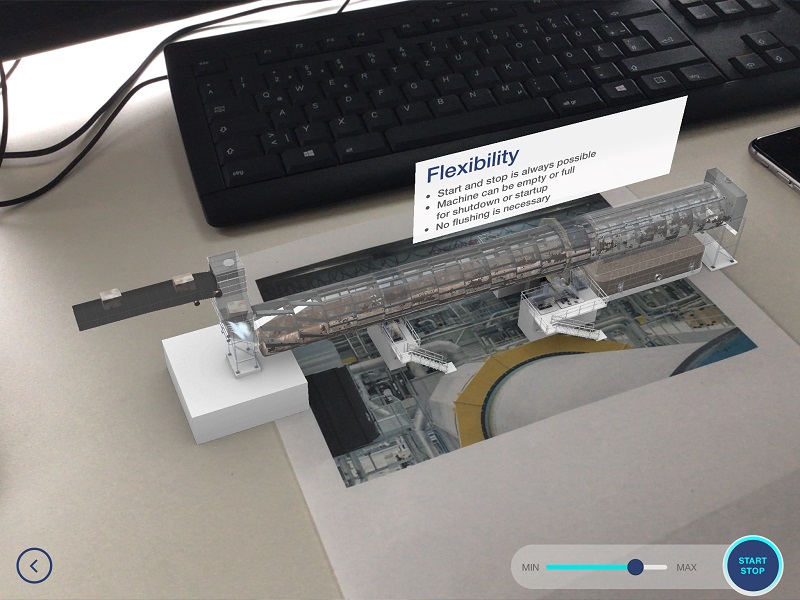 Flexibility
• Start and stop is always possible
• Machine can be empty or full
for shutdown or startup
• No flushing is necessary
MIN
MAX
START
STOP